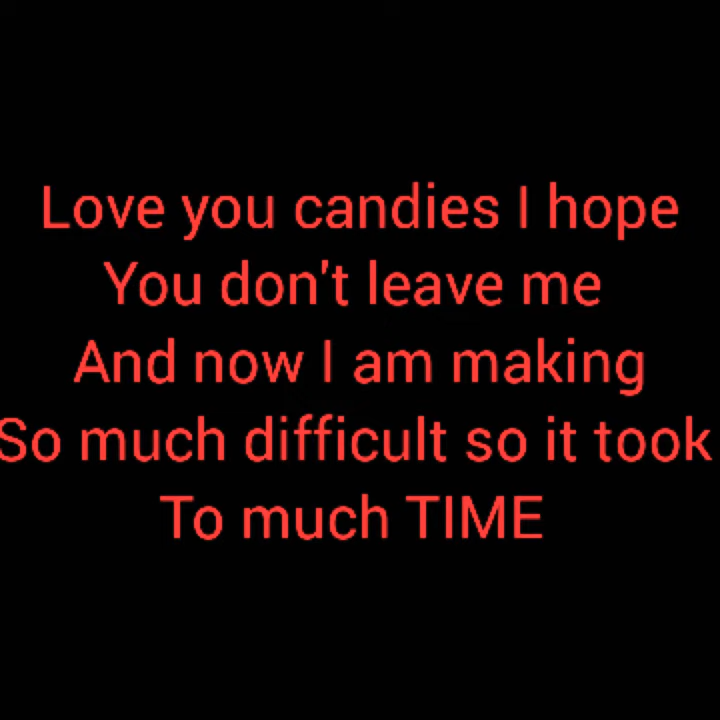 Love you candies I hope
You don't leave me
And now I am making
So much difficult so it took
To much TIME